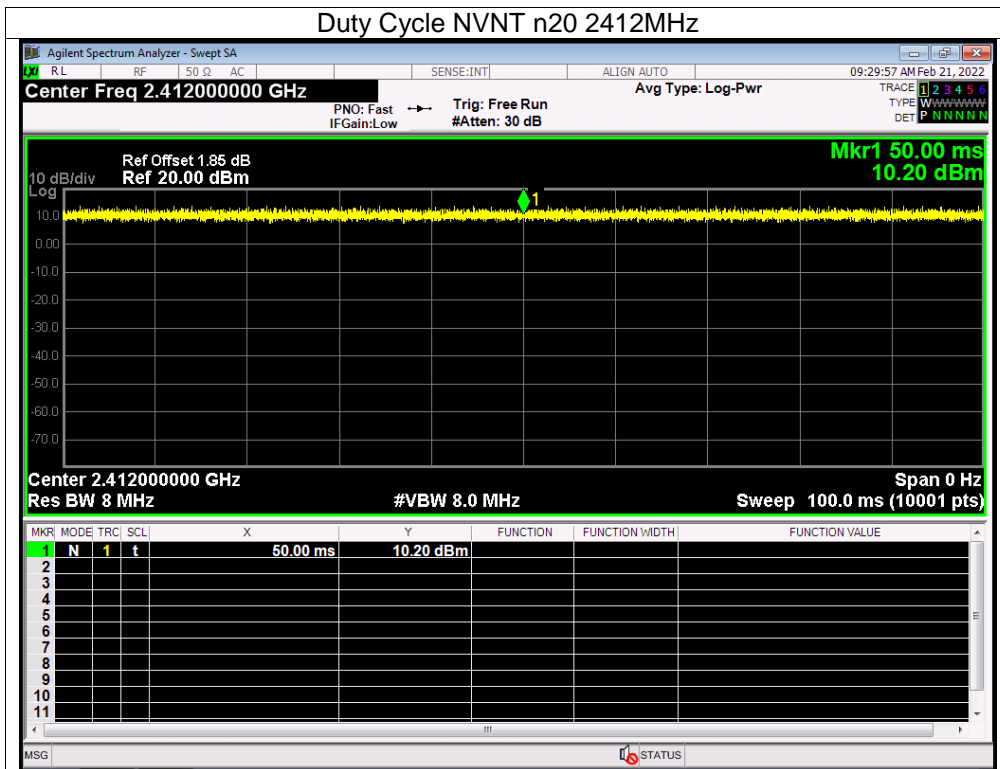 Duty Cycle NVNT n20 2412MHz
Agilent Spectrum Analyzer - Swept SA
LXI RL RF 50 Ω AC SENSE:INT ALIGN AUTO 09:29:57 AM Feb 21, 2022
Center Freq 2.412000000 GHz Avg Type: Log-Pwr TRACE 1 2 3 4 5 6
PNO: Fast Trig: Free Run TYPE WWWWWW
IFGain:Low #Atten: 30 dB DET P N N N N N
Mkr1 50.00 ms
Ref Offset 1.85 dB
10 dB/div Ref 20.00 dBm 10.20 dBm
Log
1
10.0
0.00
-10.0
-20.0
-30.0
-40.0
-50.0
-60.0
-70.0
Center 2.412000000 GHz Span 0 Hz
Res BW 8 MHz #VBW 8.0 MHz Sweep 100.0 ms (10001 pts)
MKR MODE TRC SCL X Y FUNCTION FUNCTION WIDTH FUNCTION VALUE
1 N 1 t 50.00 ms 10.20 dBm
2
3
4
5
6
7
8
9
10
11
MSG STATUS